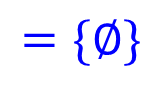 = {∅}